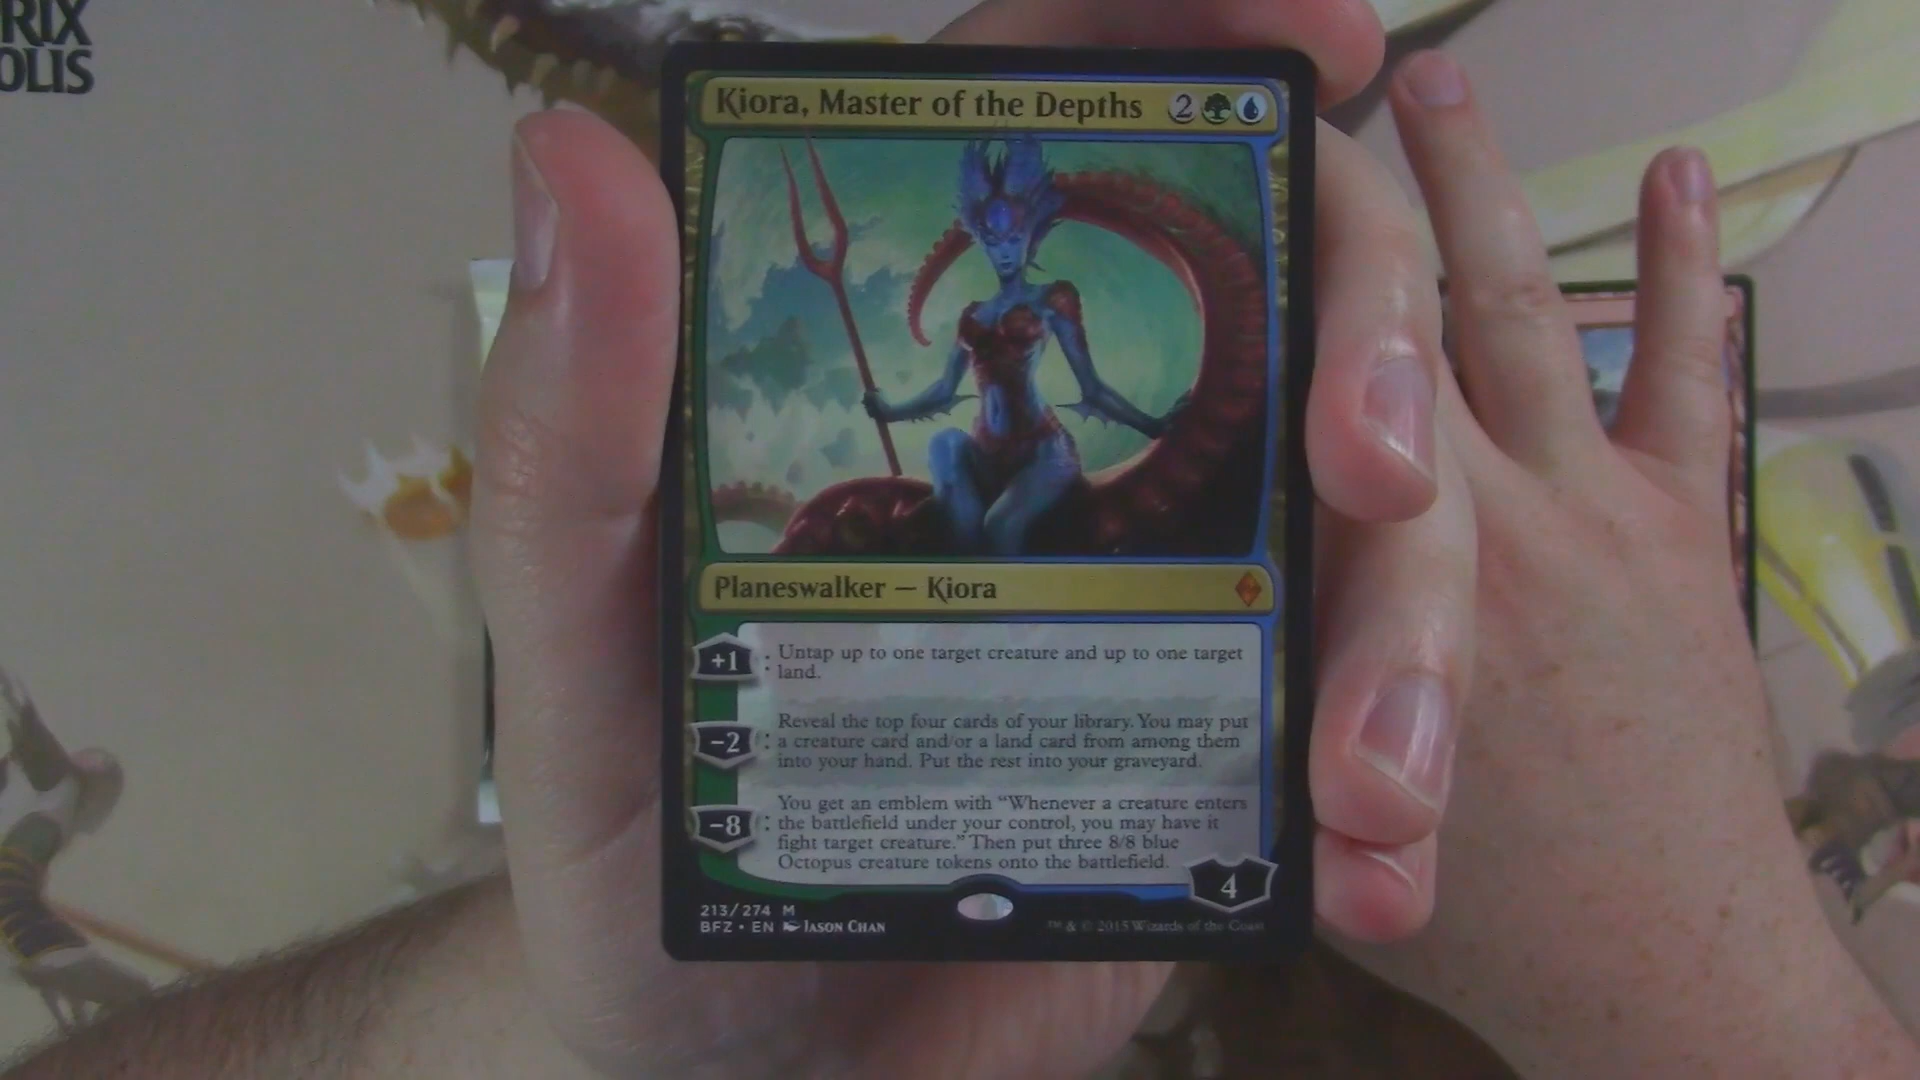 RIX
OLIS
Kiora, Master of the Depths 2
Planeswalker — Kiora
+1 : Untap up to one target creature and up to one target
land.
−2 : Reveal the top four cards of your library. You may put
a creature card and/or a land card from among them
into your hand. Put the rest into your graveyard.
−8 : You get an emblem with “Whenever a creature enters
the battlefield under your control, you may have it
fight target creature.” Then put three 8/8 blue
Octopus creature tokens onto the battlefield.
4
213/274 M
BFZ • EN Jason Chan
™ & © 2015 Wizards of the Coast